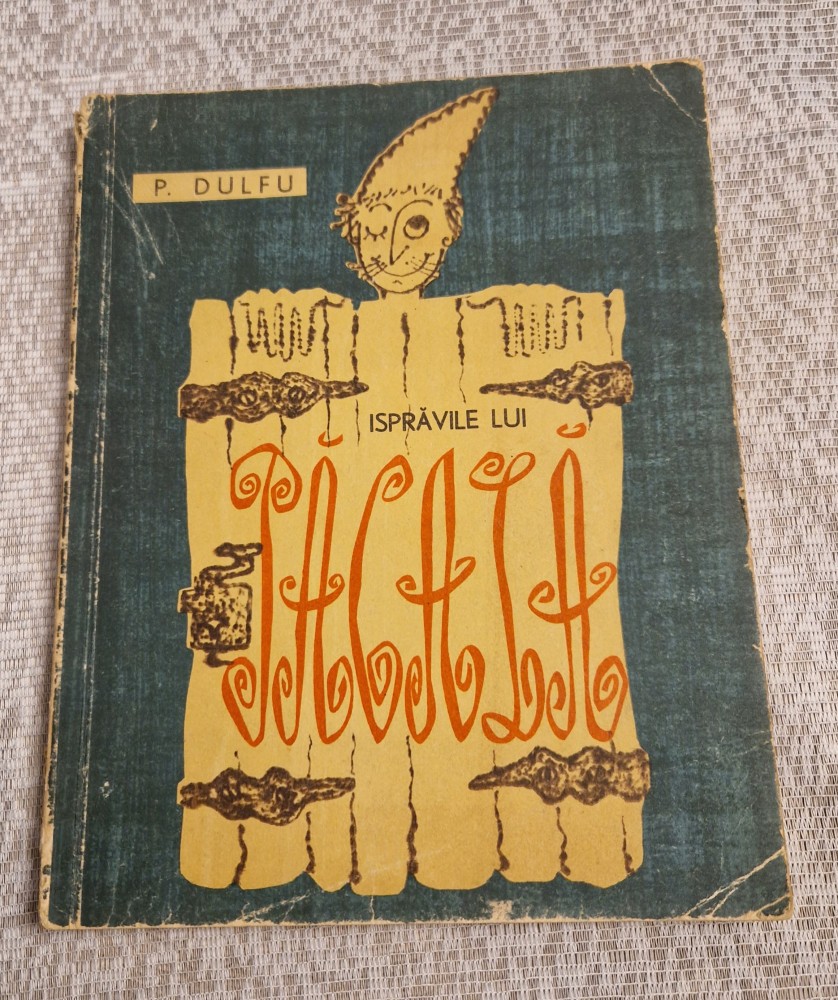 P. DULFU
ISPRĂVILE LUI
PĂCALĂ